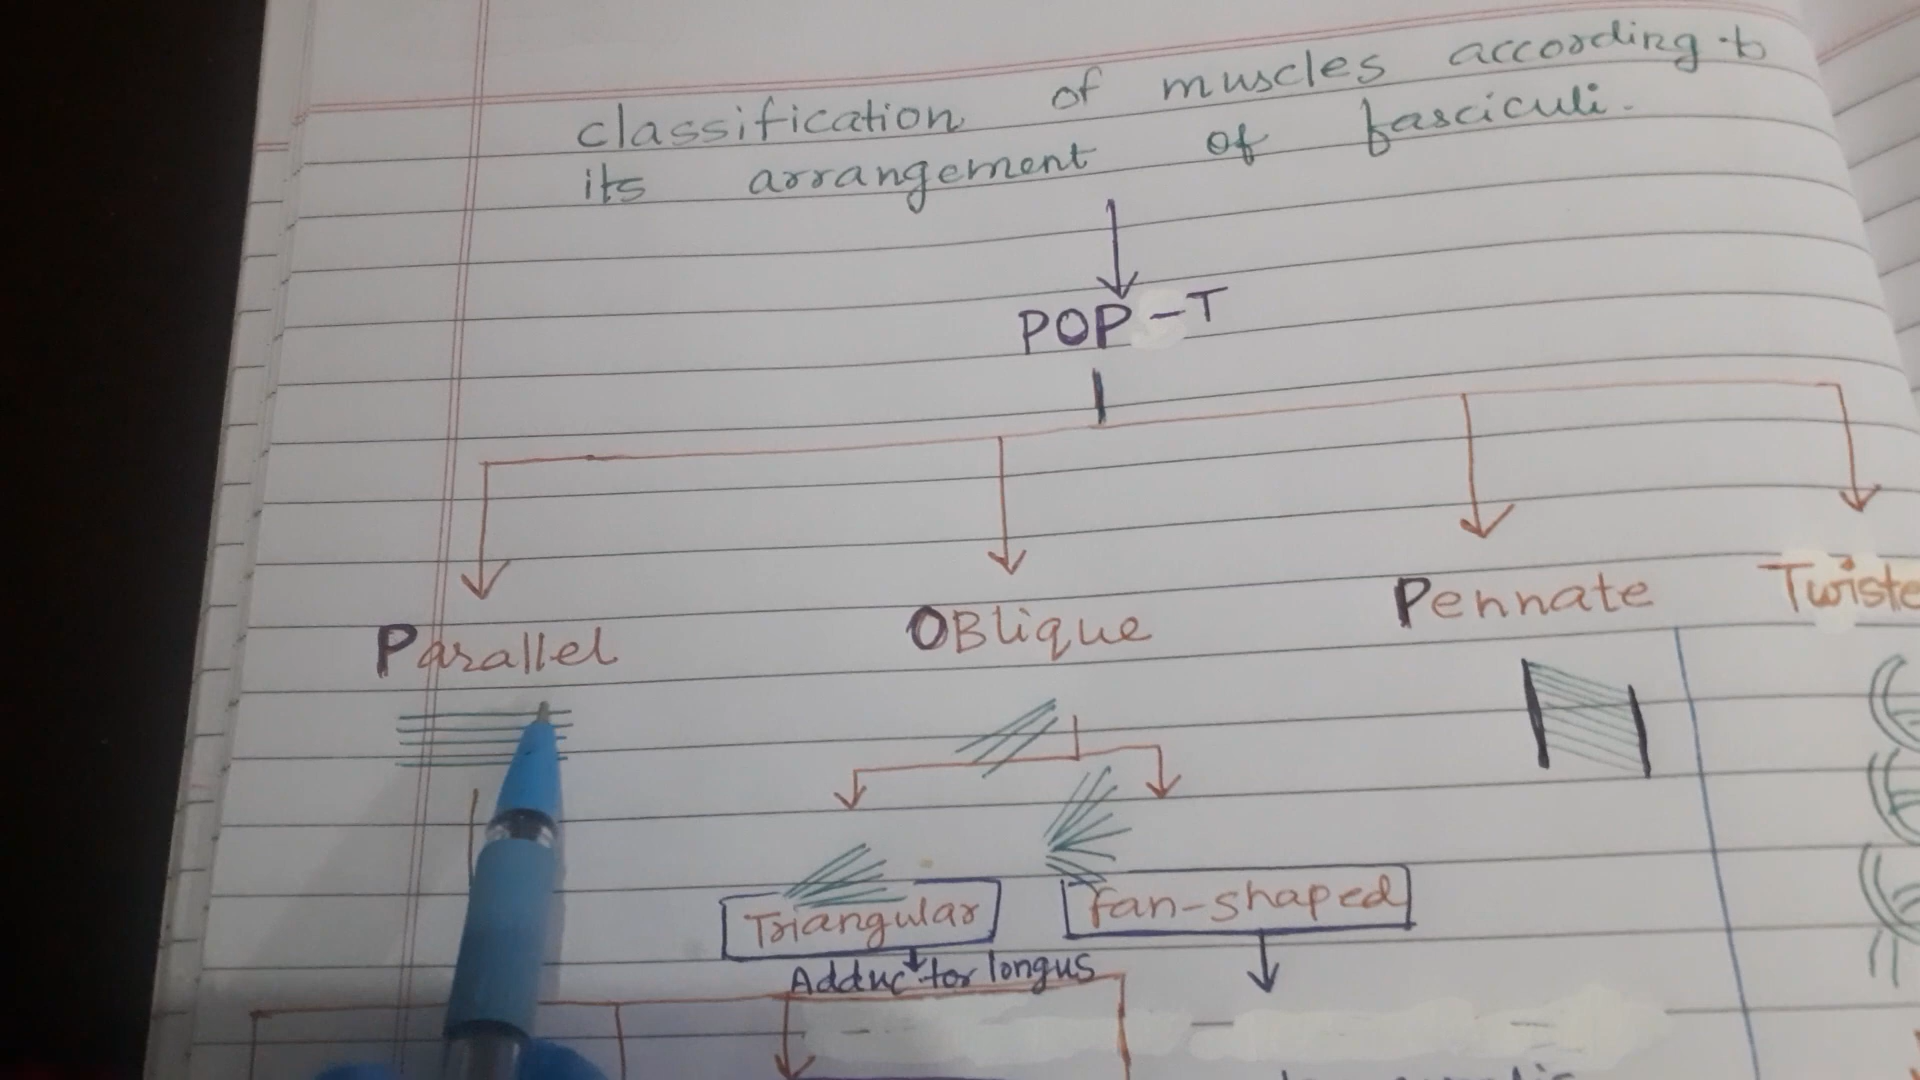 classification of muscles according to
its arrangement of fasciculi.
POP-T
Parallel
OBlique
Pennate
Twiste
Triangular
fan-shaped
Adductor longus